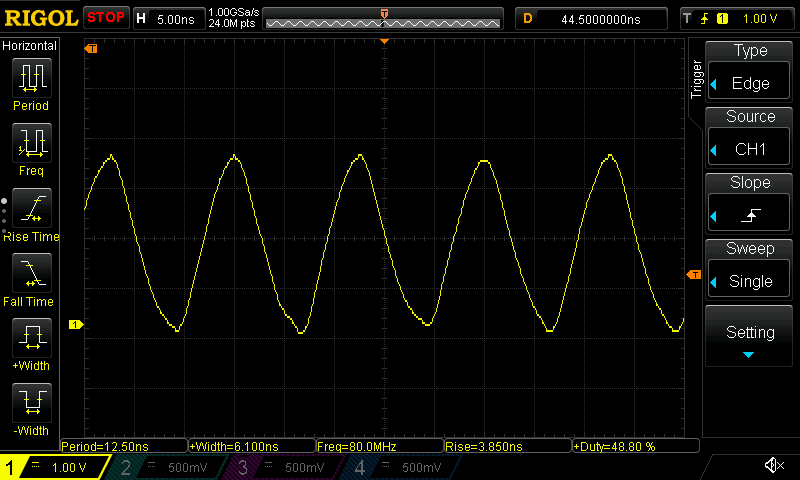 RIGOL STOP H 5.00ns 1.00GSa/s 24.0M pts T D 44.5000000ns T 1 1.00 V
Horizontal
Period
Freq
Rise Time
Fall Time
+Width
-Width
T
T
1
Trigger
Type
Edge
Source
CH1
Slope
Sweep
Single
Setting
Period=12.50ns +Width=6.100ns Freq=80.0MHz Rise=3.850ns +Duty=48.80 %
1 1.00 V 2 500mV 3 500mV 4 500mV